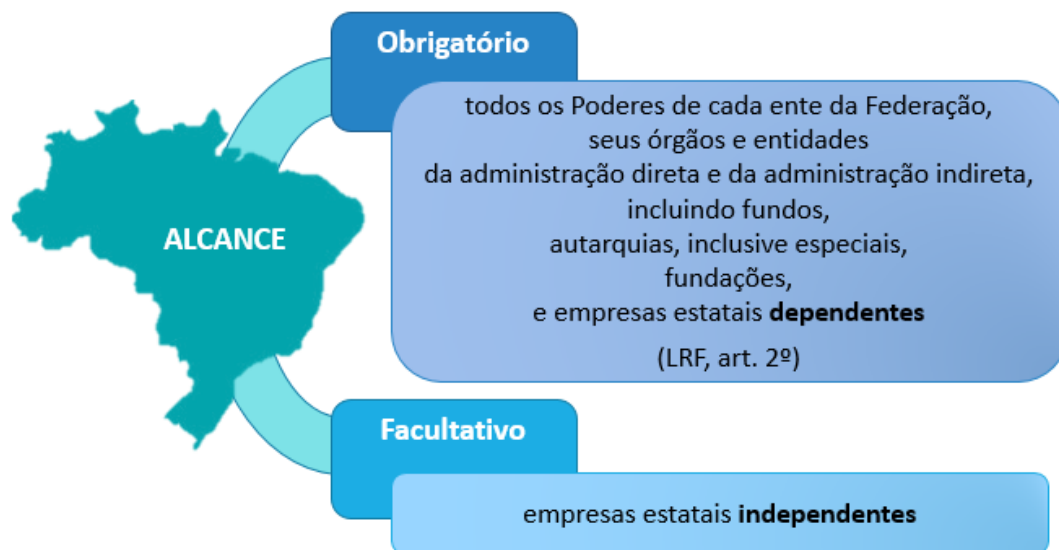 ALCANCE
Obrigatório
todos os Poderes de cada ente da Federação,
seus órgãos e entidades
da administração direta e da administração indireta,
incluindo fundos,
autarquias, inclusive especiais,
fundações,
e empresas estatais dependentes
(LRF, art. 2º)
Facultativo
empresas estatais independentes